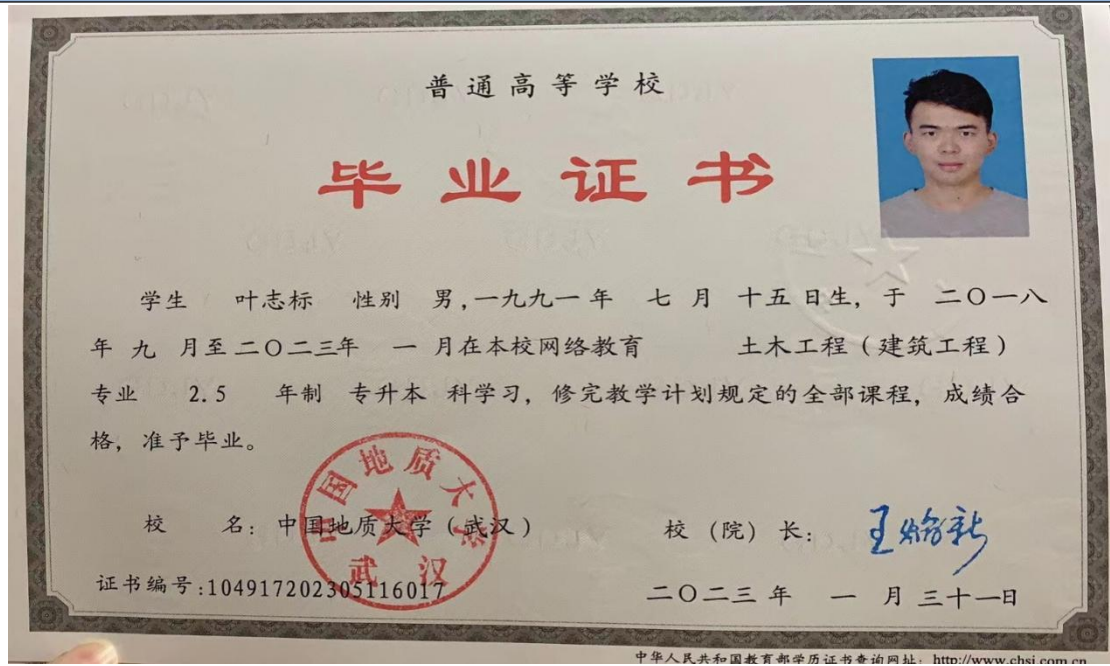 普通高等学校
毕业证书
学生 叶志标 性别 男,一九九一年 七 月 十五日生, 于 二〇一八
年 九 月至二〇二三年 一 月在本校网络教育 土木工程(建筑工程)
专业 2.5 年制 专升本 科学习, 修完教学计划规定的全部课程, 成绩合
格, 准予毕业。
中国地质大学
武汉
校 名: 中国地质大学(武汉) 校 (院) 长: 王焰新
证书编号:104917202305116017 二〇二三年 一 月三十一日
中华人民共和国教育部学历证书查询网址: http://www.chsi.com.cn